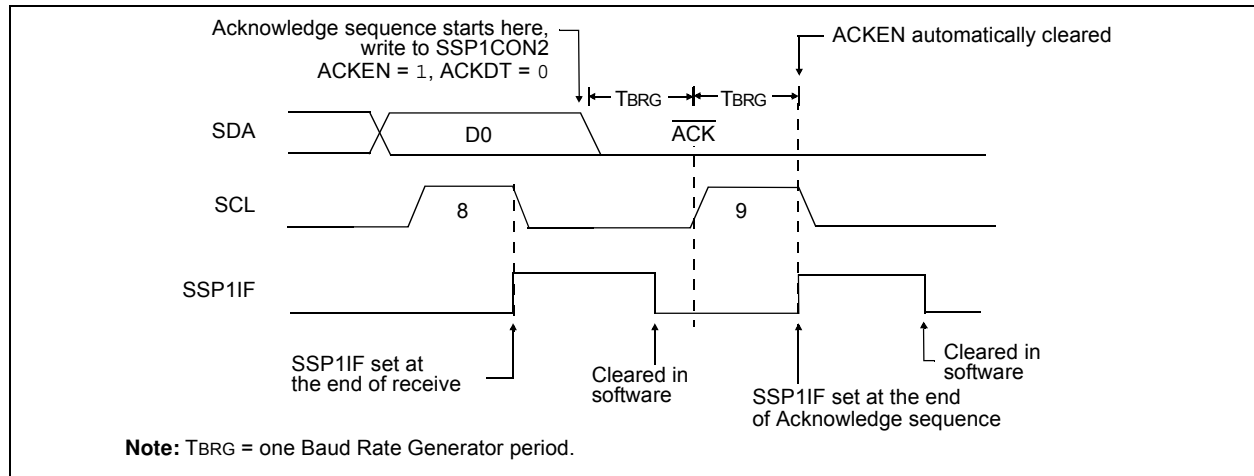 Acknowledge sequence starts here,
write to SSP1CON2
ACKEN = 1, ACKDT = 0
ACKEN automatically cleared
TBRG
TBRG
SDA
D0
ACK
SCL
8
9
SSP1IF
SSP1IF set at
the end of receive
Cleared in
software
SSP1IF set at the end
of Acknowledge sequence
Cleared in
software
Note: TBRG = one Baud Rate Generator period.